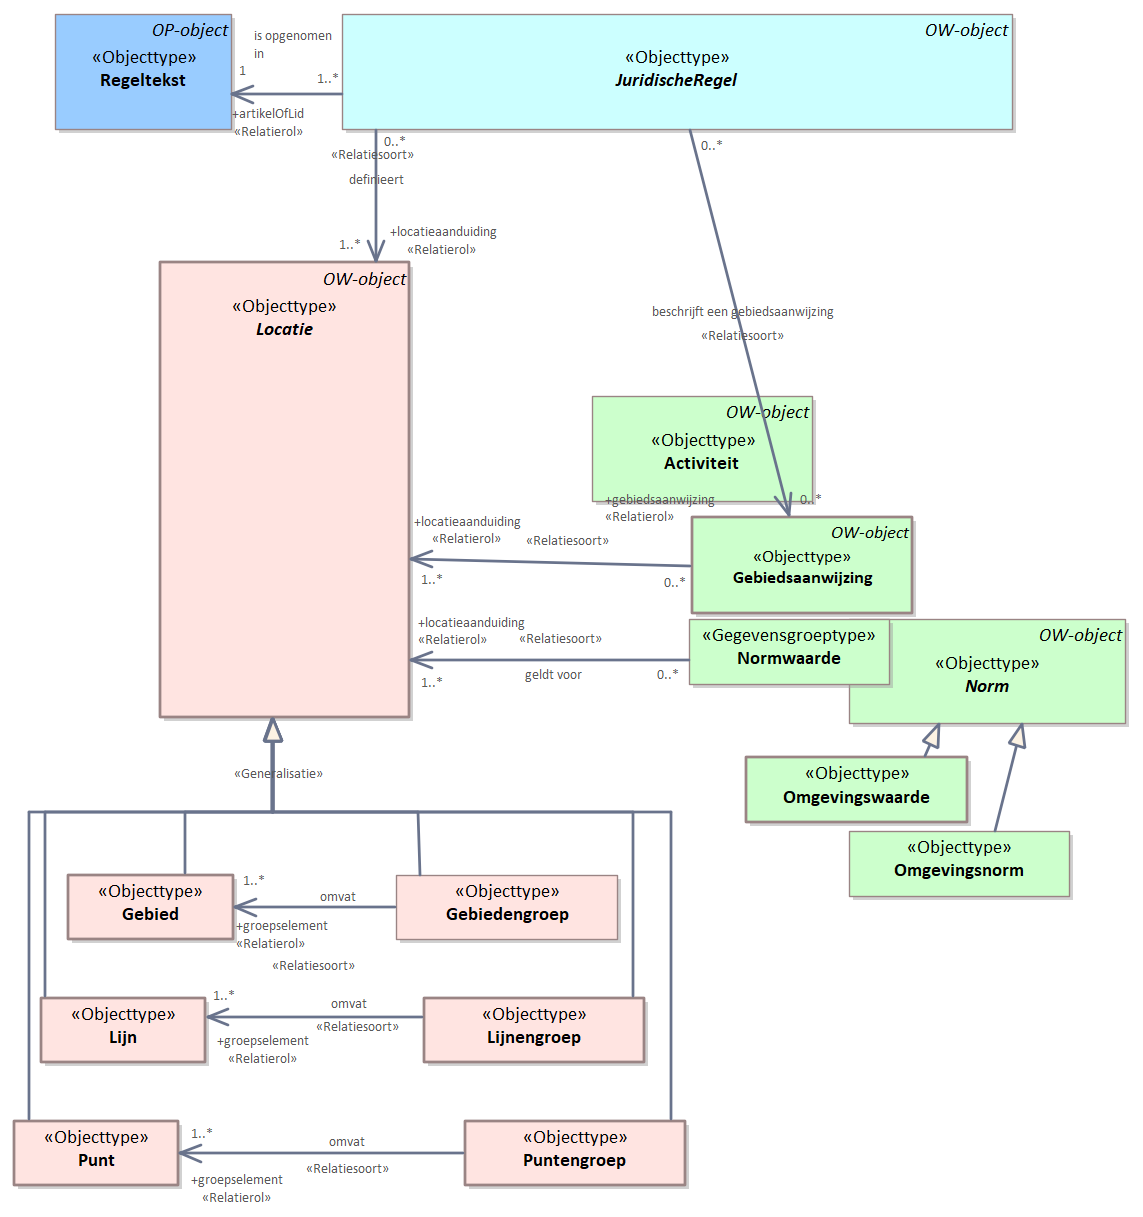 OP-object
«Objecttype»
Regeltekst
is opgenomen
in
1
1..*
+artikelOfLid
«Relatierol»
OW-object
«Objecttype»
JuridischeRegel
0..*
«Relatiesoort»
definieert
+locatieaanduiding
1..*
«Relatierol»
0..*
beschrijft een gebiedsaanwijzing
«Relatiesoort»
OW-object
«Objecttype»
Locatie
OW-object
«Objecttype»
Activiteit
+gebiedsaanwijzing
0..*
«Relatierol»
+locatieaanduiding
«Relatierol»
«Relatiesoort»
1..*
0..*
OW-object
«Objecttype»
Gebiedsaanwijzing
+locatieaanduiding
«Relatierol»
«Relatiesoort»
geldt voor
1..*
0..*
«Gegevensgroeptype»
Normwaarde
OW-object
«Objecttype»
Norm
«Objecttype»
Omgevingswaarde
«Objecttype»
Omgevingsnorm
«Generalisatie»
«Objecttype»
Gebied
1..*
omvat
+groepselement
«Relatierol»
«Relatiesoort»
«Objecttype»
Gebiedengroep
«Objecttype»
Lijn
1..*
omvat
«Relatiesoort»
+groepselement
«Relatierol»
«Objecttype»
Lijnengroep
«Objecttype»
Punt
1..*
omvat
«Relatiesoort»
+groepselement
«Relatierol»
«Objecttype»
Puntengroep